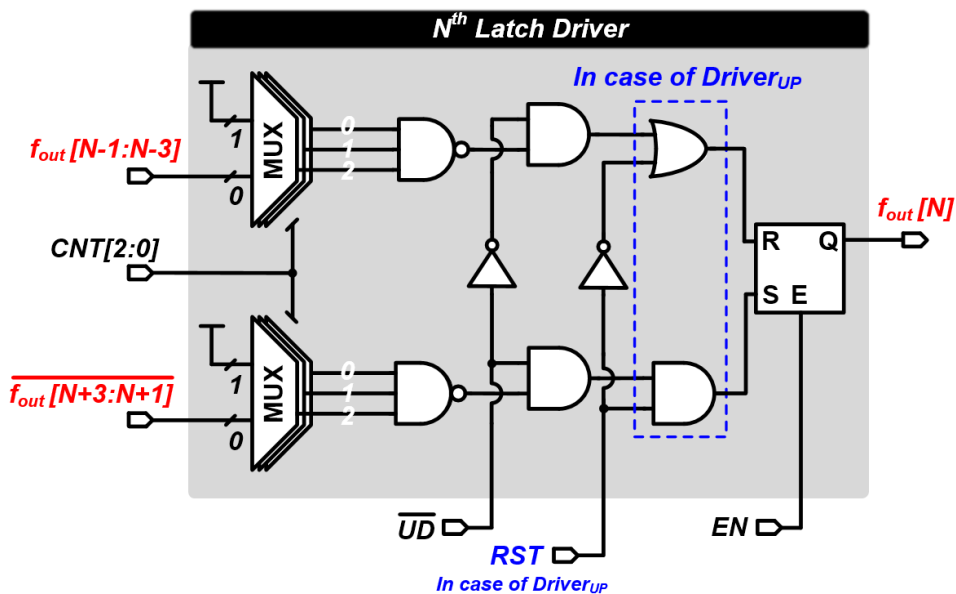 Nth Latch Driver
In case of DriverUP
MUX
1
0
0
1
2
fout [N-1:N-3]
CNT[2:0]
fout [N]
R
Q
S
E
MUX
1
0
0
1
2
fout [N+3:N+1]
UD
RST
In case of DriverUP
EN